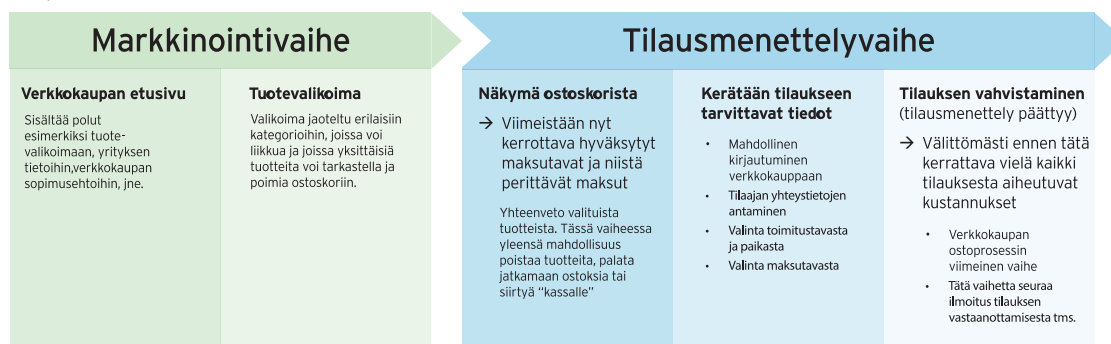 Markkinointivaihe
Tilausmenettelyvaihe
Verkkokaupan etusivu
Sisältää polut
esimerkiksi tuote-
valikoimaan, yrityksen
tietoihin,verkkokaupan
sopimusehtoihin, jne.
Tuotevalikoima
Valikoima jaoteltu erilaisiin
kategorioihin, joissa voi
liikkua ja joissa yksittäisiä
tuotteita voi tarkastella ja
poimia ostoskoriin.
Näkymä ostoskorista
→ Viimeistään nyt
kerrottava hyväksytyt
maksutavat ja niistä
perittävät maksut
Yhteenveto valituista
tuotteista. Tässä vaiheessa
yleensä mahdollisuus
poistaa tuotteita, palata
jatkamaan ostoksia tai
siirtyä “kassalle”
Kerätään tilaukseen
tarvittavat tiedot
• Mahdollinen
kirjautuminen
verkkokauppaan
• Tilaajan yhteystietojen
antaminen
• Valinta toimitustavasta
ja paikasta
• Valinta maksutavasta
Tilauksen vahvistaminen
(tilausmenettely päättyy)
→ Välittömästi ennen tätä
kerrattava vielä kaikki
tilauksesta aiheutuvat
kustannukset
• Verkkokaupan
ostoprosessin
viimeinen vaihe
• Tätä vaihetta seuraa
ilmoitus tilauksen
vastaanottamisesta tms.